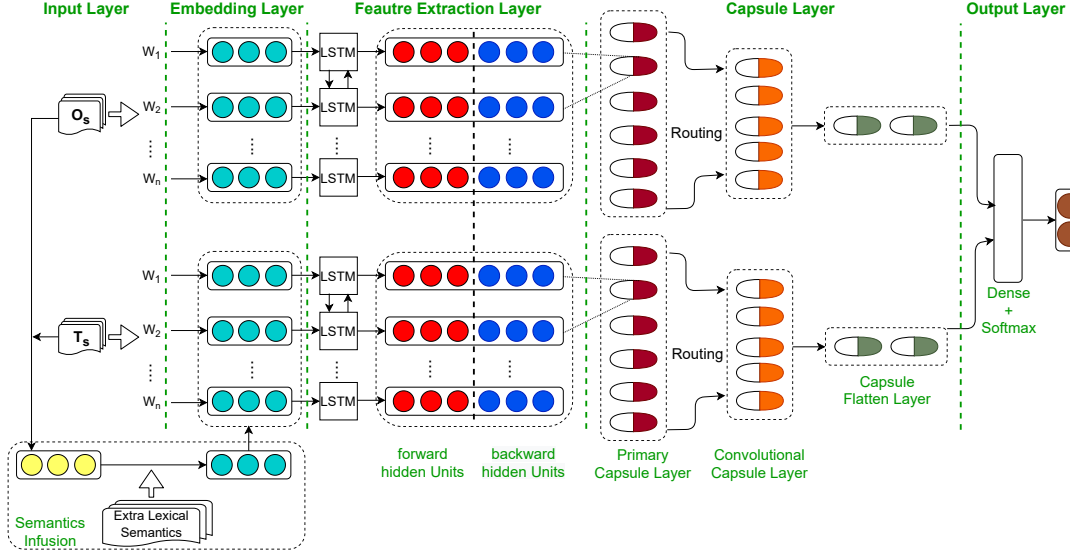 Input Layer
Embedding Layer
Feautre Extraction Layer
Capsule Layer
Output Layer
W1
LSTM
Os
W2
LSTM
Routing
Wn
LSTM
W1
LSTM
Ts
W2
LSTM
Routing
Dense
+
Softmax
Wn
LSTM
Capsule
Flatten Layer
forward
hidden Units
backward
hidden Units
Primary
Capsule Layer
Convolutional
Capsule Layer
Semantics
Infusion
Extra Lexical
Semantics